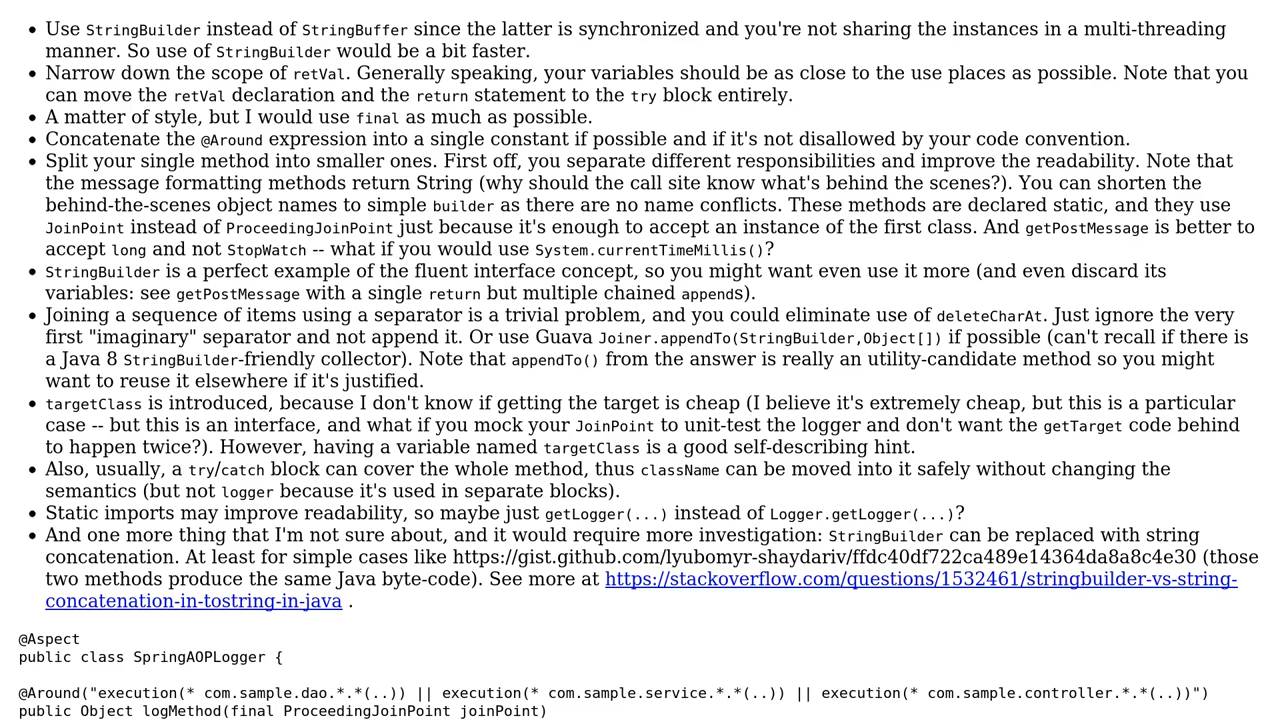 • Use StringBuilder instead of StringBuffer since the latter is synchronized and you're not sharing the instances in a multi-threading
manner. So use of StringBuilder would be a bit faster.
• Narrow down the scope of retVal. Generally speaking, your variables should be as close to the use places as possible. Note that you
can move the retVal declaration and the return statement to the try block entirely.
• A matter of style, but I would use final as much as possible.
• Concatenate the @Around expression into a single constant if possible and if it's not disallowed by your code convention.
• Split your single method into smaller ones. First off, you separate different responsibilities and improve the readability. Note that
the message formatting methods return String (why should the call site know what's behind the scenes?). You can shorten the
behind-the-scenes object names to simple builder as there are no name conflicts. These methods are declared static, and they use
JoinPoint instead of ProceedingJoinPoint just because it's enough to accept an instance of the first class. And getPostMessage is better to
accept long and not StopWatch -- what if you would use System.currentTimeMillis()?
• StringBuilder is a perfect example of the fluent interface concept, so you might want even use it more (and even discard its
variables: see getPostMessage with a single return but multiple chained appends).
• Joining a sequence of items using a separator is a trivial problem, and you could eliminate use of deleteCharAt. Just ignore the very
first "imaginary" separator and not append it. Or use Guava Joiner.appendTo(StringBuilder,Object[]) if possible (can't recall if there is
a Java 8 StringBuilder-friendly collector). Note that appendTo() from the answer is really an utility-candidate method so you might
want to reuse it elsewhere if it's justified.
• targetClass is introduced, because I don't know if getting the target is cheap (I believe it's extremely cheap, but this is a particular
case -- but this is an interface, and what if you mock your JoinPoint to unit-test the logger and don't want the getTarget code behind
to happen twice?). However, having a variable named targetClass is a good self-describing hint.
• Also, usually, a try/catch block can cover the whole method, thus className can be moved into it safely without changing the
semantics (but not logger because it's used in separate blocks).
• Static imports may improve readability, so maybe just getLogger(...) instead of Logger.getLogger(...)?
• And one more thing that I'm not sure about, and it would require more investigation: StringBuilder can be replaced with string
concatenation. At least for simple cases like https://gist.github.com/lyubomyr-shaydariv/ffdc40df722ca489e14364da8a8c4e30 (those
two methods produce the same Java byte-code). See more at https://stackoverflow.com/questions/1532461/stringbuilder-vs-string-
concatenation-in-tostring-in-java .
@Aspect
public class SpringAOPLogger {
@Around("execution(* com.sample.dao.*.*(..)) || execution(* com.sample.service.*.*(..)) || execution(* com.sample.controller.*.*(..))")
public Object logMethod(final ProceedingJoinPoint joinPoint)